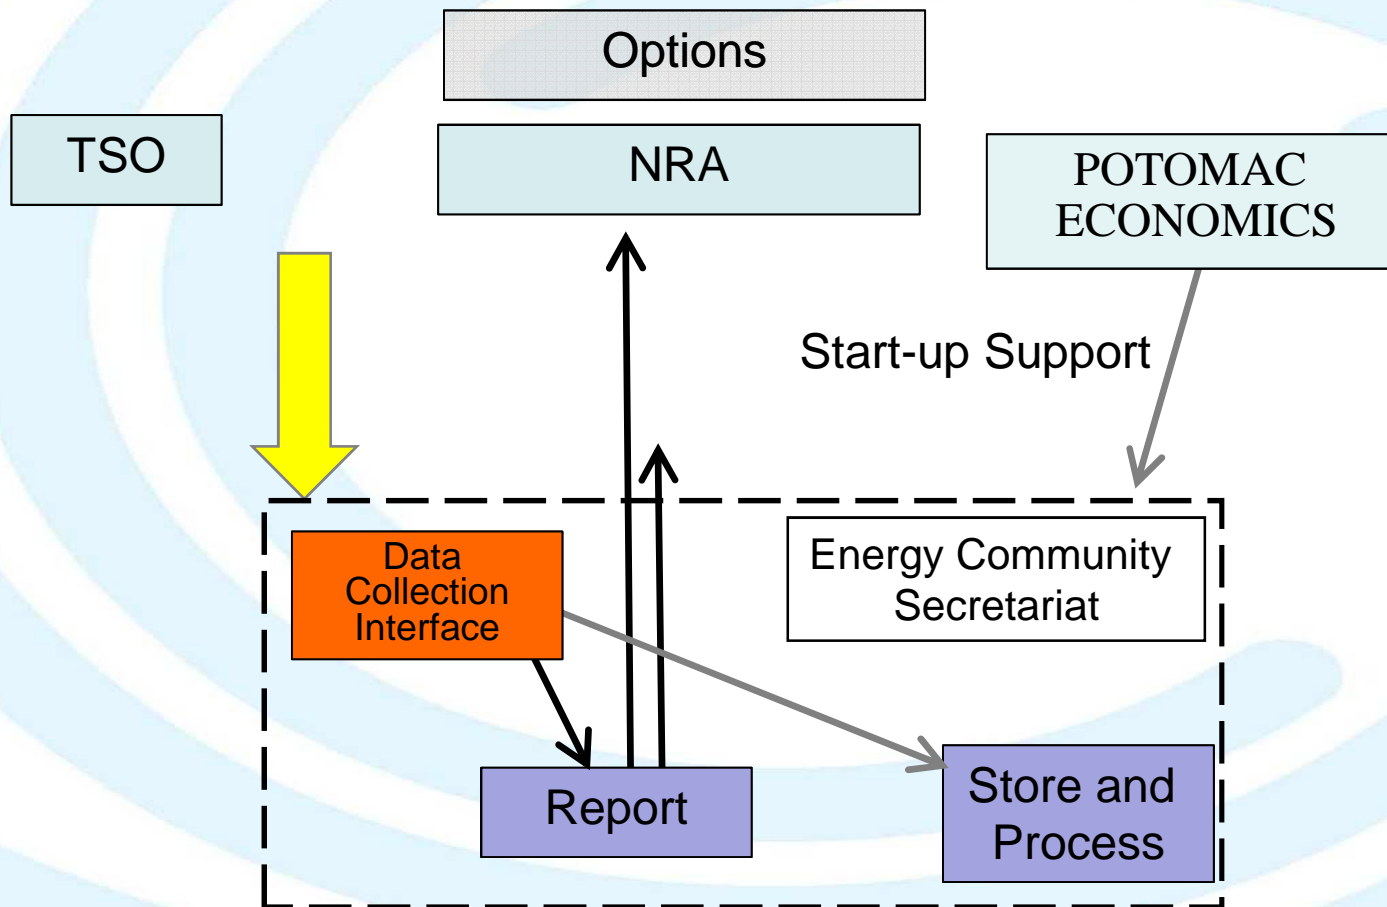 Options
TSO
NRA
POTOMAC
ECONOMICS
Start-up Support
Data
Collection
Interface
Energy Community
Secretariat
Report
Store and
Process